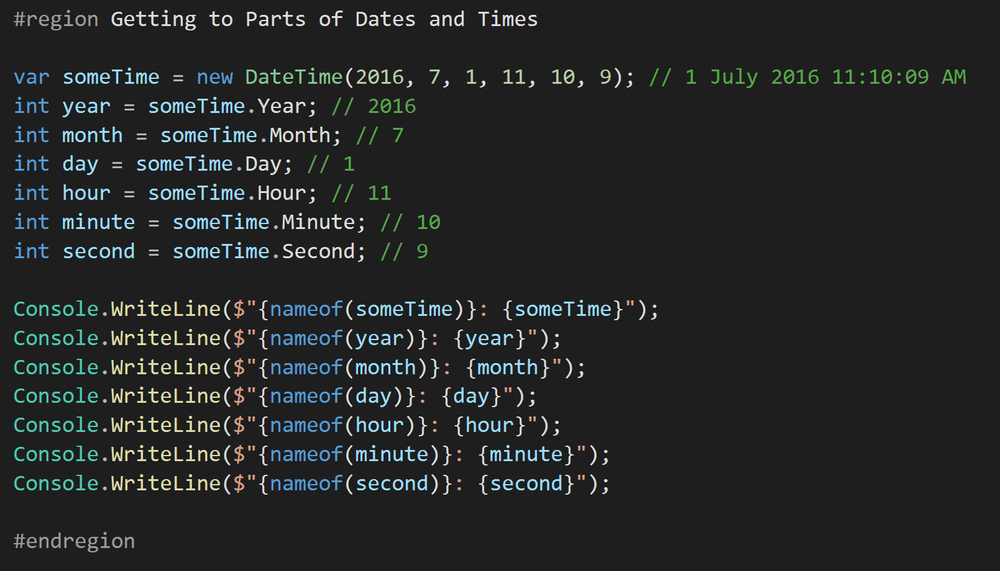 #region Getting to Parts of Dates and Times
var someTime = new DateTime(2016, 7, 1, 11, 10, 9); // 1 July 2016 11:10:09 AM
int year = someTime.Year; // 2016
int month = someTime.Month; // 7
int day = someTime.Day; // 1
int hour = someTime.Hour; // 11
int minute = someTime.Minute; // 10
int second = someTime.Second; // 9
Console.WriteLine($"{nameof(someTime)}: {someTime}");
Console.WriteLine($"{nameof(year)}: {year}");
Console.WriteLine($"{nameof(month)}: {month}");
Console.WriteLine($"{nameof(day)}: {day}");
Console.WriteLine($"{nameof(hour)}: {hour}");
Console.WriteLine($"{nameof(minute)}: {minute}");
Console.WriteLine($"{nameof(second)}: {second}");
#endregion